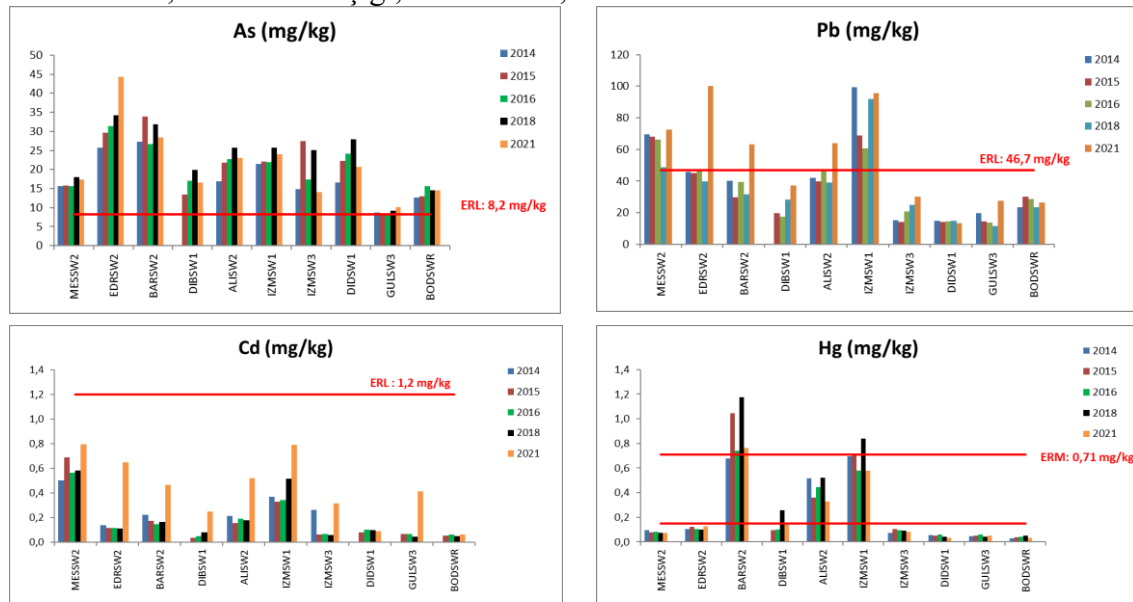 As (mg/kg)
50
45
40
35
30
25
20
15
10
5
0
2014
2015
2016
2018
2021
ERL: 8,2 mg/kg
MESSW2
EDRSW2
BARSW2
DIBSW1
ALISW2
IZMSW1
IZMSW3
DIDSW1
GULSW3
BODSWR
Pb (mg/kg)
120
100
80
60
40
20
0
2014
2015
2016
2018
2021
ERL: 46,7 mg/kg
MESSW2
EDRSW2
BARSW2
DIBSW1
ALISW2
IZMSW1
IZMSW3
DIDSW1
GULSW3
BODSWR
Cd (mg/kg)
1,4
1,2
1,0
0,8
0,6
0,4
0,2
0,0
2014
2015
2016
2018
2021
ERL : 1,2 mg/kg
MESSW2
EDRSW2
BARSW2
DIBSW1
ALISW2
IZMSW1
IZMSW3
DIDSW1
GULSW3
BODSWR
Hg (mg/kg)
1,4
1,2
1,0
0,8
0,6
0,4
0,2
0,0
2014
2015
2016
2018
2021
ERM: 0,71 mg/kg
MESSW2
EDRSW2
BARSW2
DIBSW1
ALISW2
IZMSW1
IZMSW3
DIDSW1
GULSW3
BODSWR